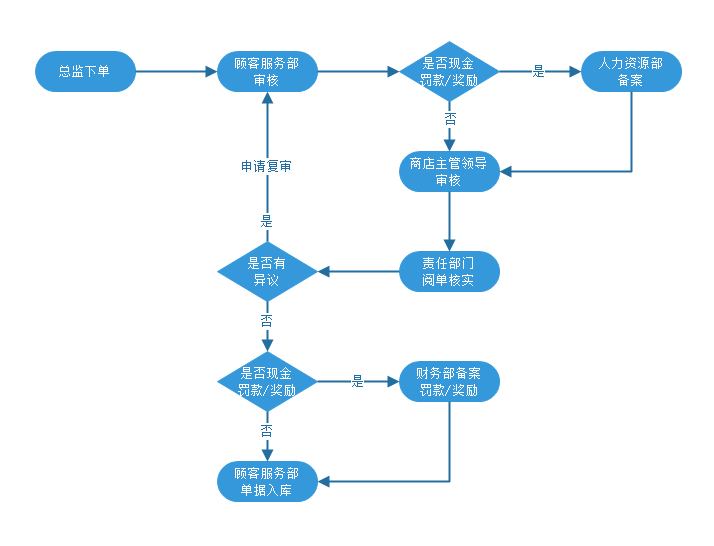 总监下单
顾客服务部
审核
是否现金
罚款/奖励
是
人力资源部
备案
否
商店主管领导
审核
申请复审
是
是否有
异议
责任部门
阅单核实
否
是否现金
罚款/奖励
是
财务部备案
罚款/奖励
否
顾客服务部
单据入库